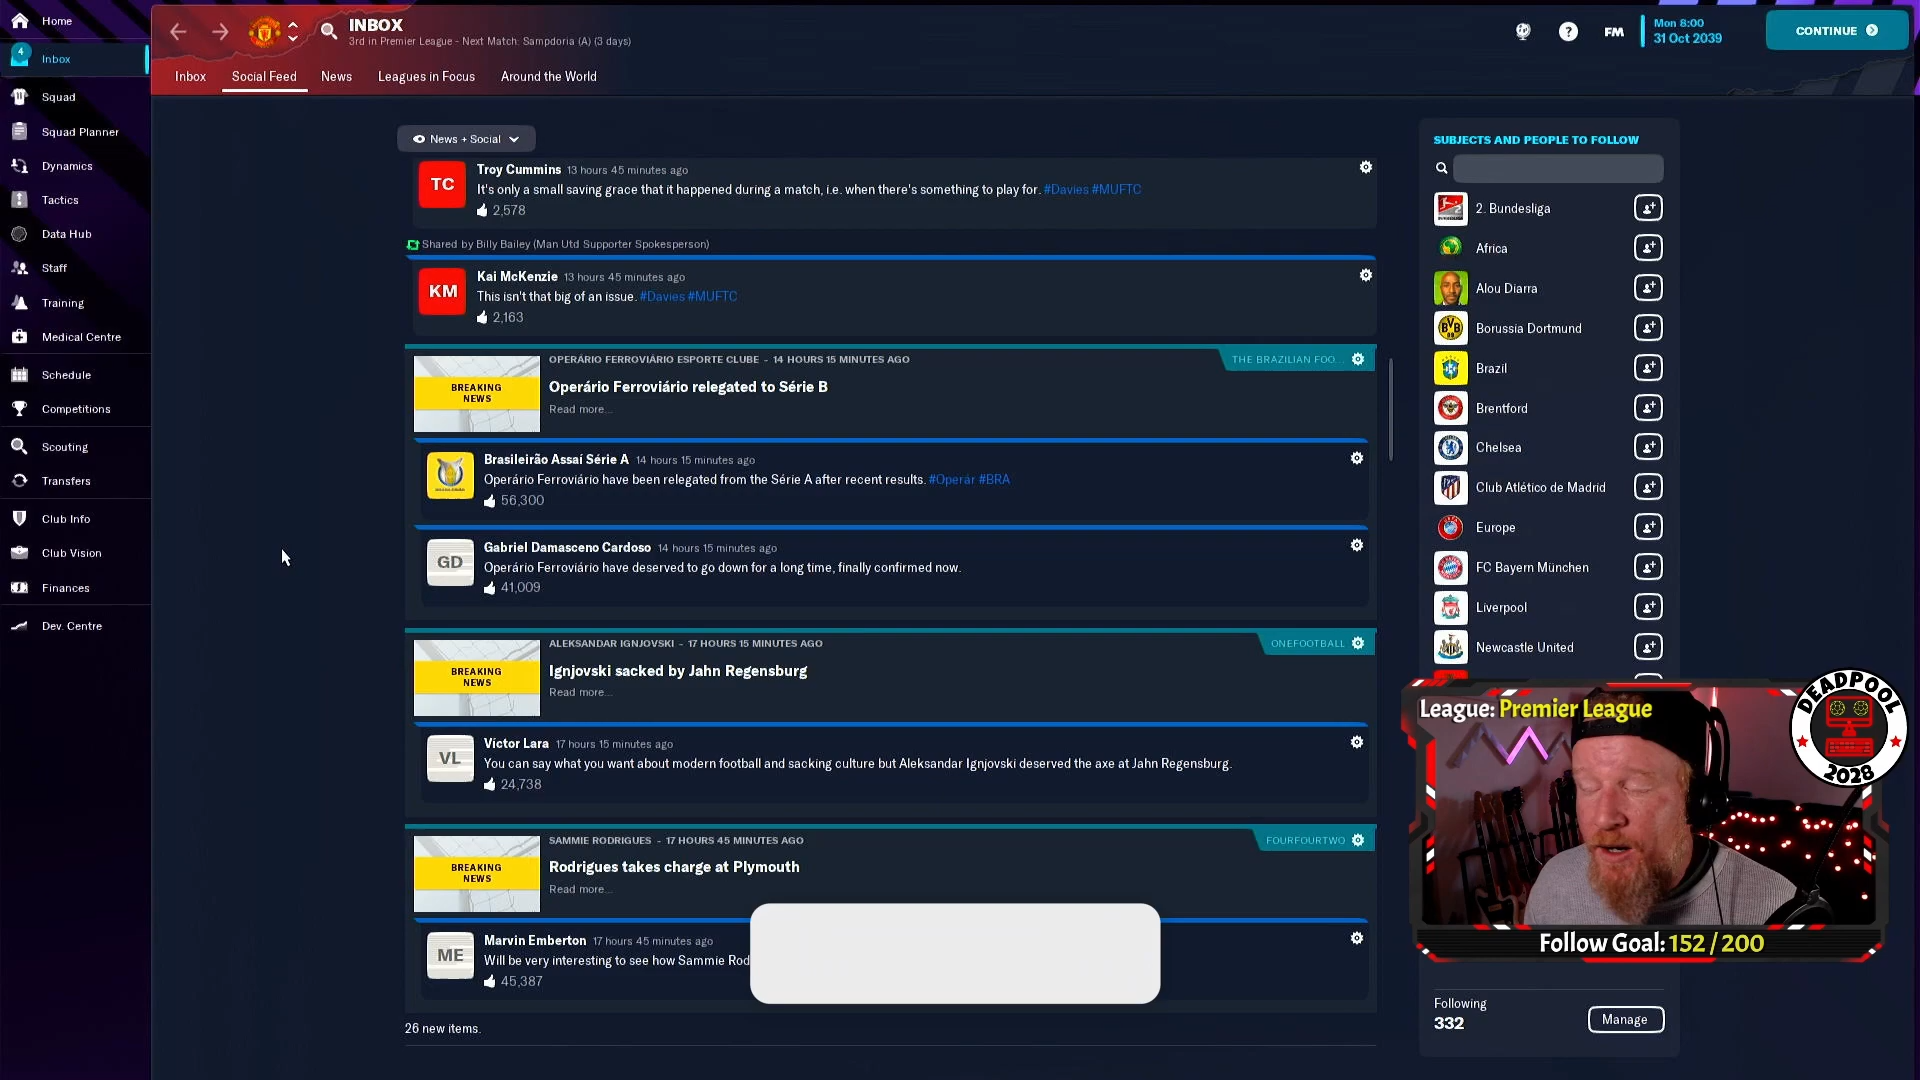 Home
INBOX
3rd in Premier League - Next Match: Sampdoria (A) (3 days)
FM
Mon 8:00
31 Oct 2039
CONTINUE
4
Inbox
Squad
Squad Planner
Dynamics
Tactics
Data Hub
Staff
Training
Medical Centre
Schedule
Competitions
Scouting
Transfers
Club Info
Club Vision
Finances
Dev. Centre
Inbox
Social Feed
News
Leagues in Focus
Around the World
News + Social
TC
Troy Cummins 13 hours 45 minutes ago
It's only a small saving grace that it happened during a match, i.e. when there's something to play for. #Davies #MUFTC
2,578
Shared by Billy Bailey (Man Utd Supporter Spokesperson)
KM
Kai McKenzie 13 hours 45 minutes ago
This isn't that big of an issue. #Davies #MUFTC
2,163
OPERÁRIO FERROVIÁRIO ESPORTE CLUBE - 14 HOURS 15 MINUTES AGO
THE BRAZILIAN FOO...
BREAKING
NEWS
Operário Ferroviário relegated to Série B
Read more...
Brasileirão Assaí Série A 14 hours 15 minutes ago
Operário Ferroviário have been relegated from the Série A after recent results. #Operár #BRA
56,300
GD
Gabriel Damasceno Cardoso 14 hours 15 minutes ago
Operário Ferroviário have deserved to go down for a long time, finally confirmed now.
41,009
ALEKSANDAR IGNJOVSKI - 17 HOURS 15 MINUTES AGO
ONEFOOTBALL
BREAKING
NEWS
Ignjovski sacked by Jahn Regensburg
Read more...
VL
Víctor Lara 17 hours 15 minutes ago
You can say what you want about modern football and sacking culture but Aleksandar Ignjovski deserved the axe at Jahn Regensburg.
24,738
SAMMIE RODRIGUES - 17 HOURS 45 MINUTES AGO
FOURFOURTWO
BREAKING
NEWS
Rodrigues takes charge at Plymouth
Read more...
ME
Marvin Emberton 17 hours 45 minutes ago
Will be very interesting to see how Sammie Rod
45,387
26 new items.
SUBJECTS AND PEOPLE TO FOLLOW
2. Bundesliga
Africa
Alou Diarra
Borussia Dortmund
Brazil
Brentford
Chelsea
Club Atlético de Madrid
Europe
FC Bayern München
Liverpool
Newcastle United
League: Premier League
DEADPOOL
2028
Follow Goal: 152 / 200
Following
332
Manage